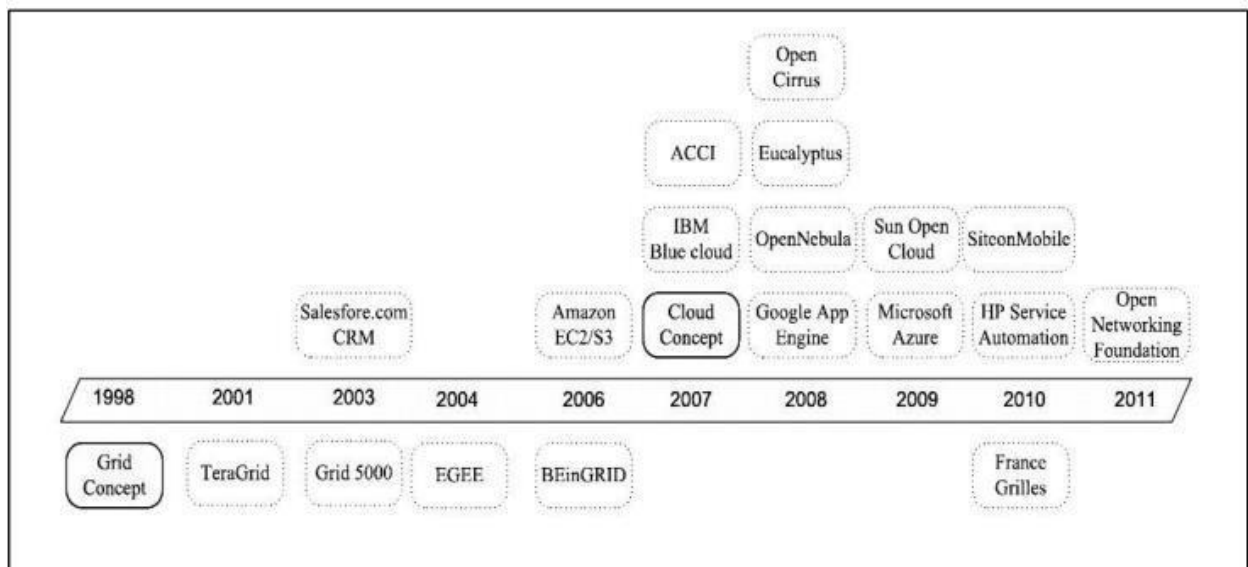 Open
Cirrus
ACCI
Eucalyptus
IBM
Blue cloud
OpenNebula
Sun Open
Cloud
SitconMobile
Salesfore.com
CRM
Amazon
EC2/S3
Cloud
Concept
Google App
Engine
Microsoft
Azure
HP Service
Automation
Open
Networking
Foundation
1998
2001
2003
2004
2006
2007
2008
2009
2010
2011
Grid
Concept
TeraGrid
Grid 5000
EGEE
BEinGRID
France
Grilles